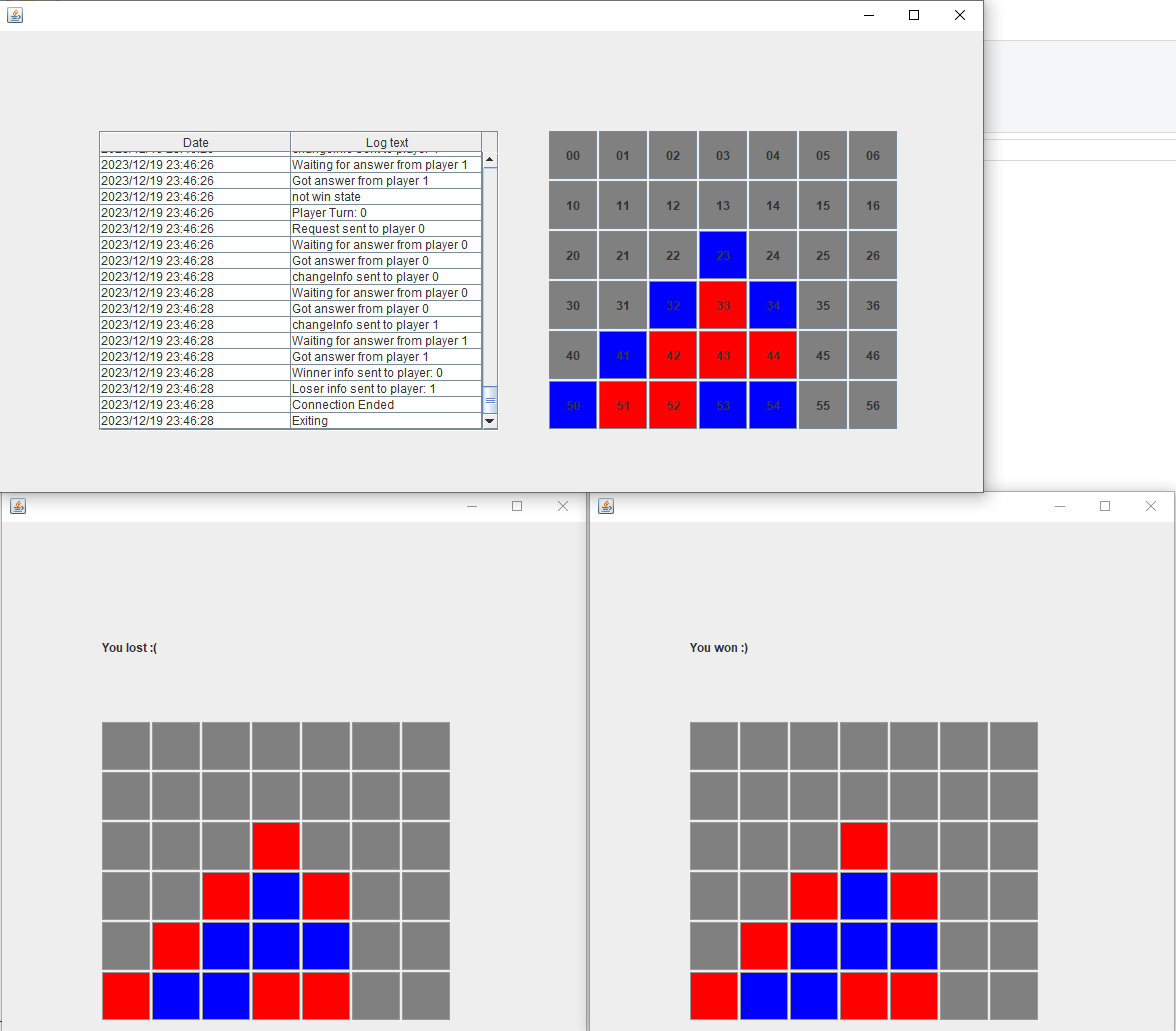 Date Log text
2023/12/19 23:46:26 Waiting for answer from player 1
2023/12/19 23:46:26 Got answer from player 1
2023/12/19 23:46:26 not win state
2023/12/19 23:46:26 Player Turn: 0
2023/12/19 23:46:26 Request sent to player 0
2023/12/19 23:46:26 Waiting for answer from player 0
2023/12/19 23:46:28 Got answer from player 0
2023/12/19 23:46:28 changeInfo sent to player 0
2023/12/19 23:46:28 Waiting for answer from player 0
2023/12/19 23:46:28 Got answer from player 0
2023/12/19 23:46:28 changeInfo sent to player 1
2023/12/19 23:46:28 Waiting for answer from player 1
2023/12/19 23:46:28 Got answer from player 1
2023/12/19 23:46:28 Winner info sent to player: 0
2023/12/19 23:46:28 Loser info sent to player: 1
2023/12/19 23:46:28 Connection Ended
2023/12/19 23:46:28 Exiting
00 01 02 03 04 05 06
10 11 12 13 14 15 16
20 21 22 23 24 25 26
30 31 32 33 34 35 36
40 41 42 43 44 45 46
50 51 52 53 54 55 56
You lost :(
You won :)